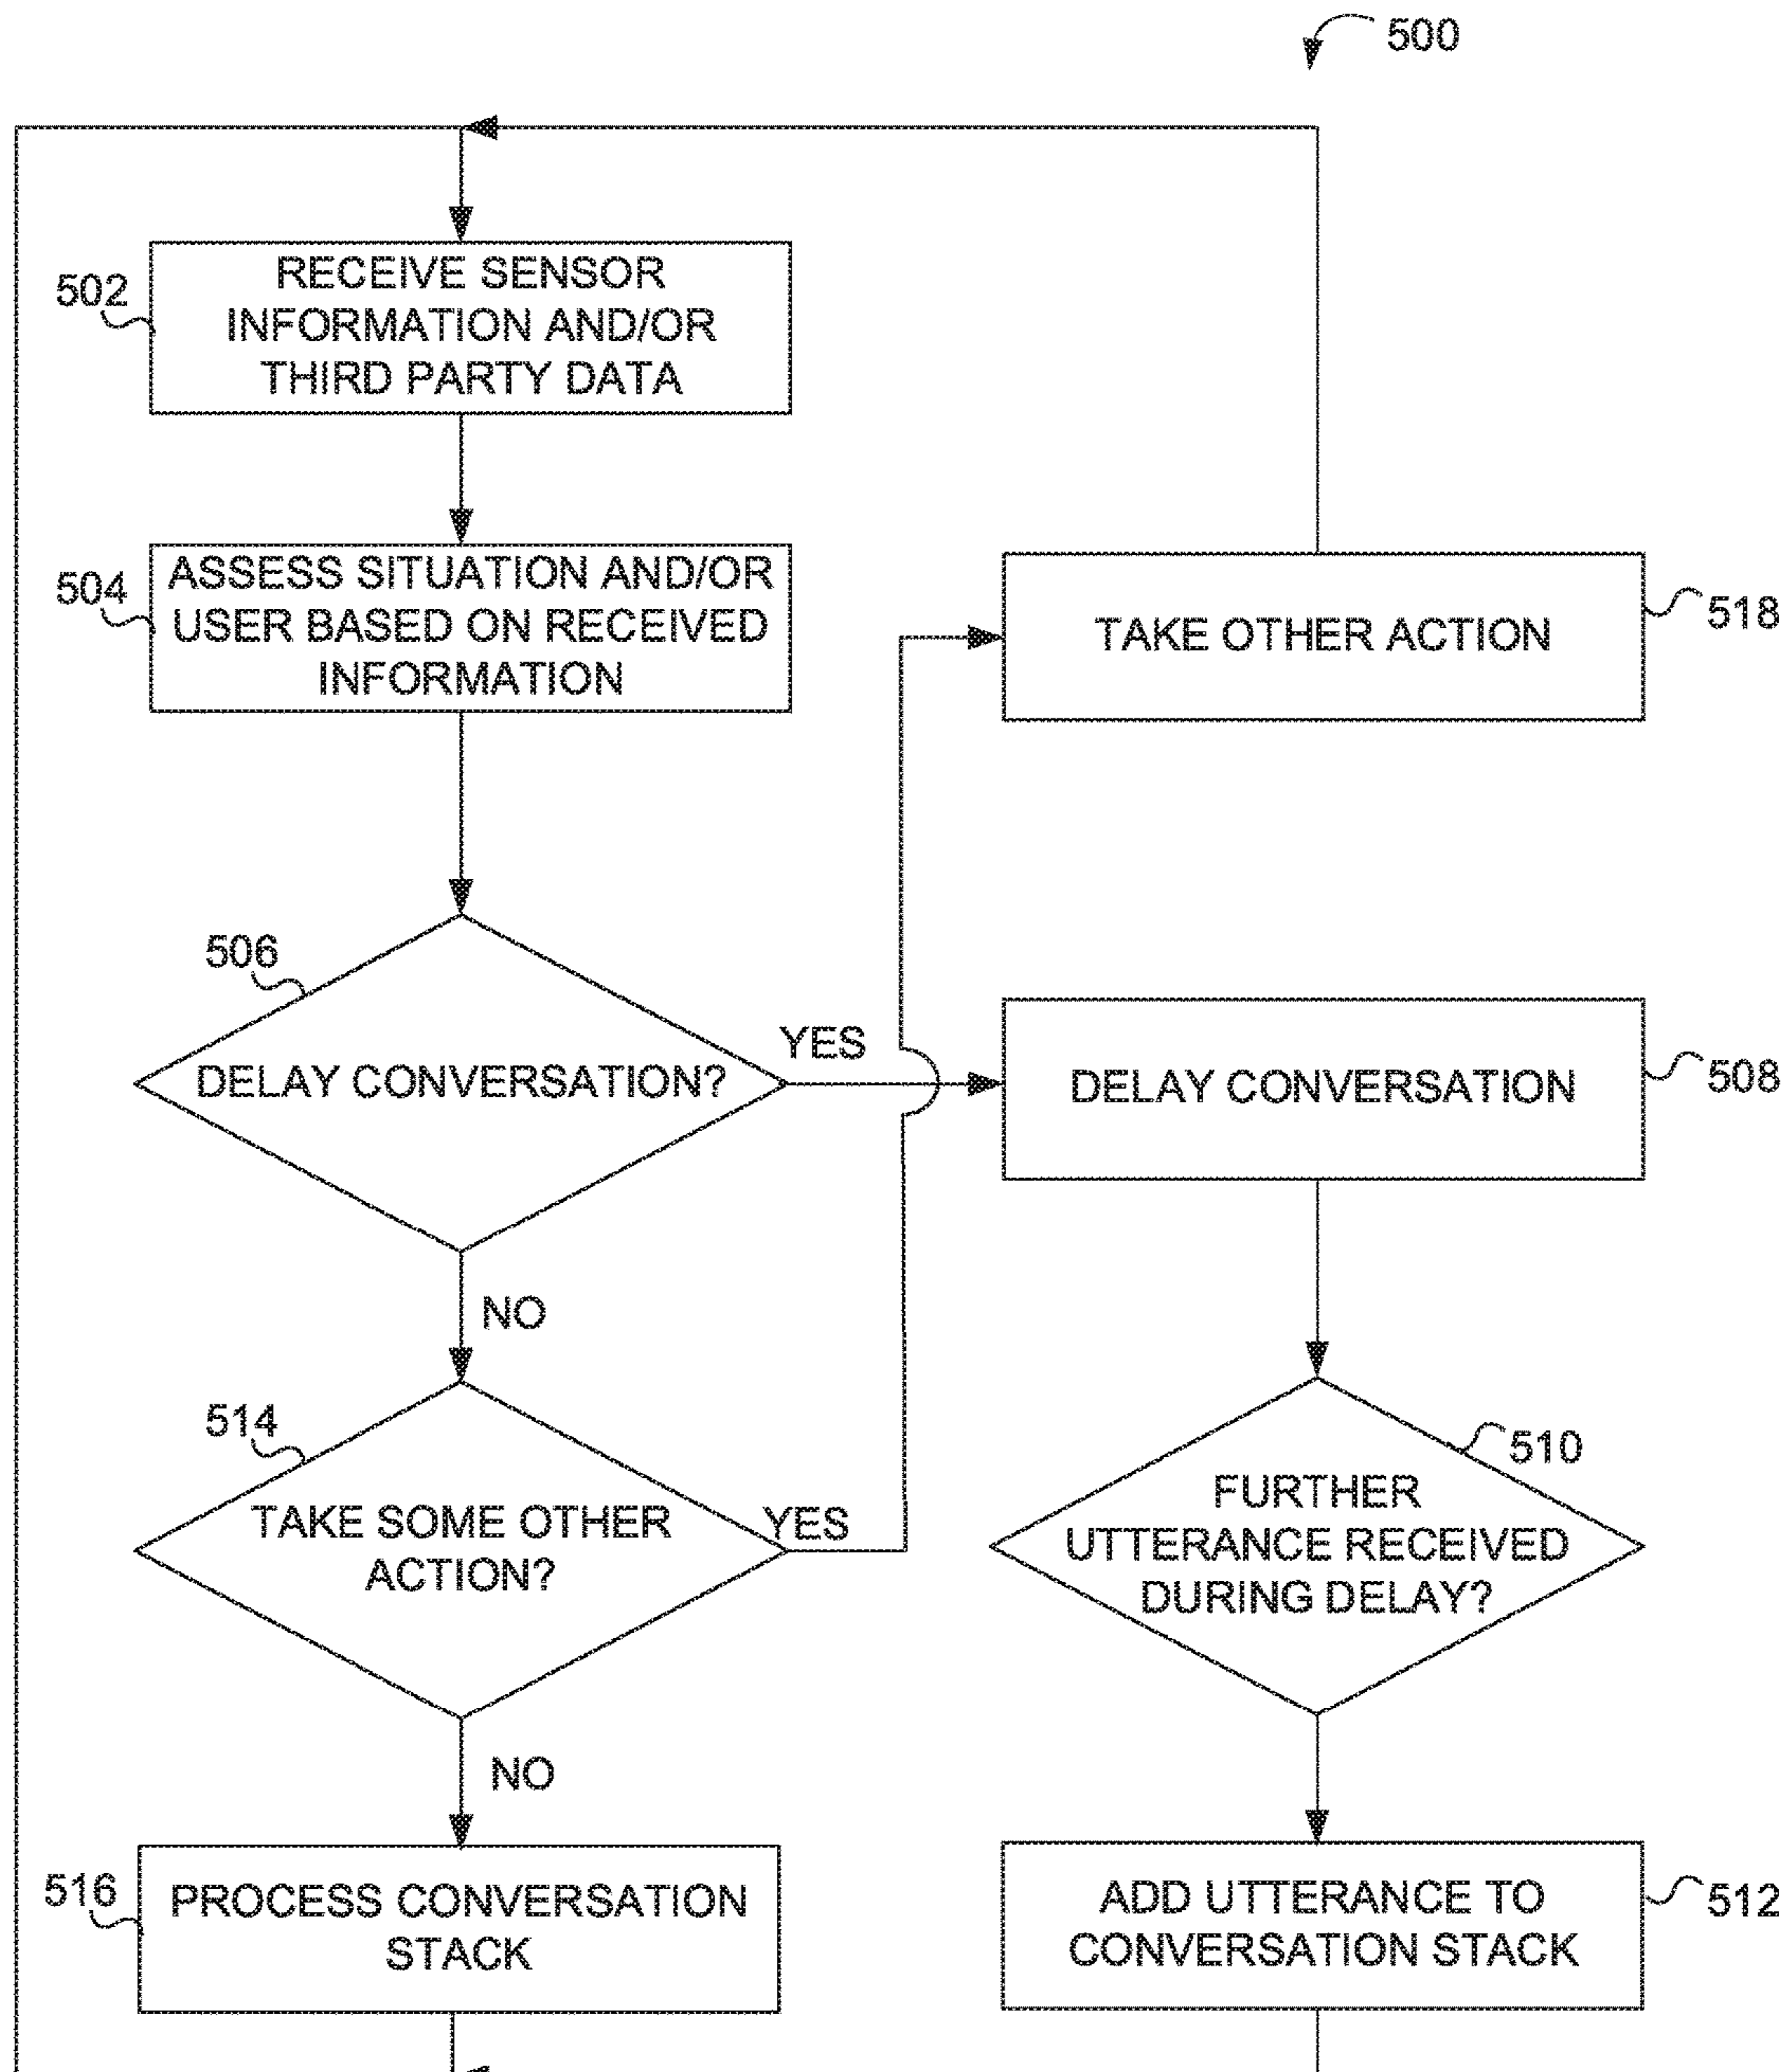 500
502
RECEIVE SENSOR
INFORMATION AND/OR
THIRD PARTY DATA
504
ASSESS SITUATION AND/OR
USER BASED ON RECEIVED
INFORMATION
TAKE OTHER ACTION
518
506
DELAY CONVERSATION?
YES
DELAY CONVERSATION
508
NO
514
TAKE SOME OTHER
ACTION?
YES
510
FURTHER
UTTERANCE RECEIVED
DURING DELAY?
NO
516
PROCESS CONVERSATION
STACK
ADD UTTERANCE TO
CONVERSATION STACK
512